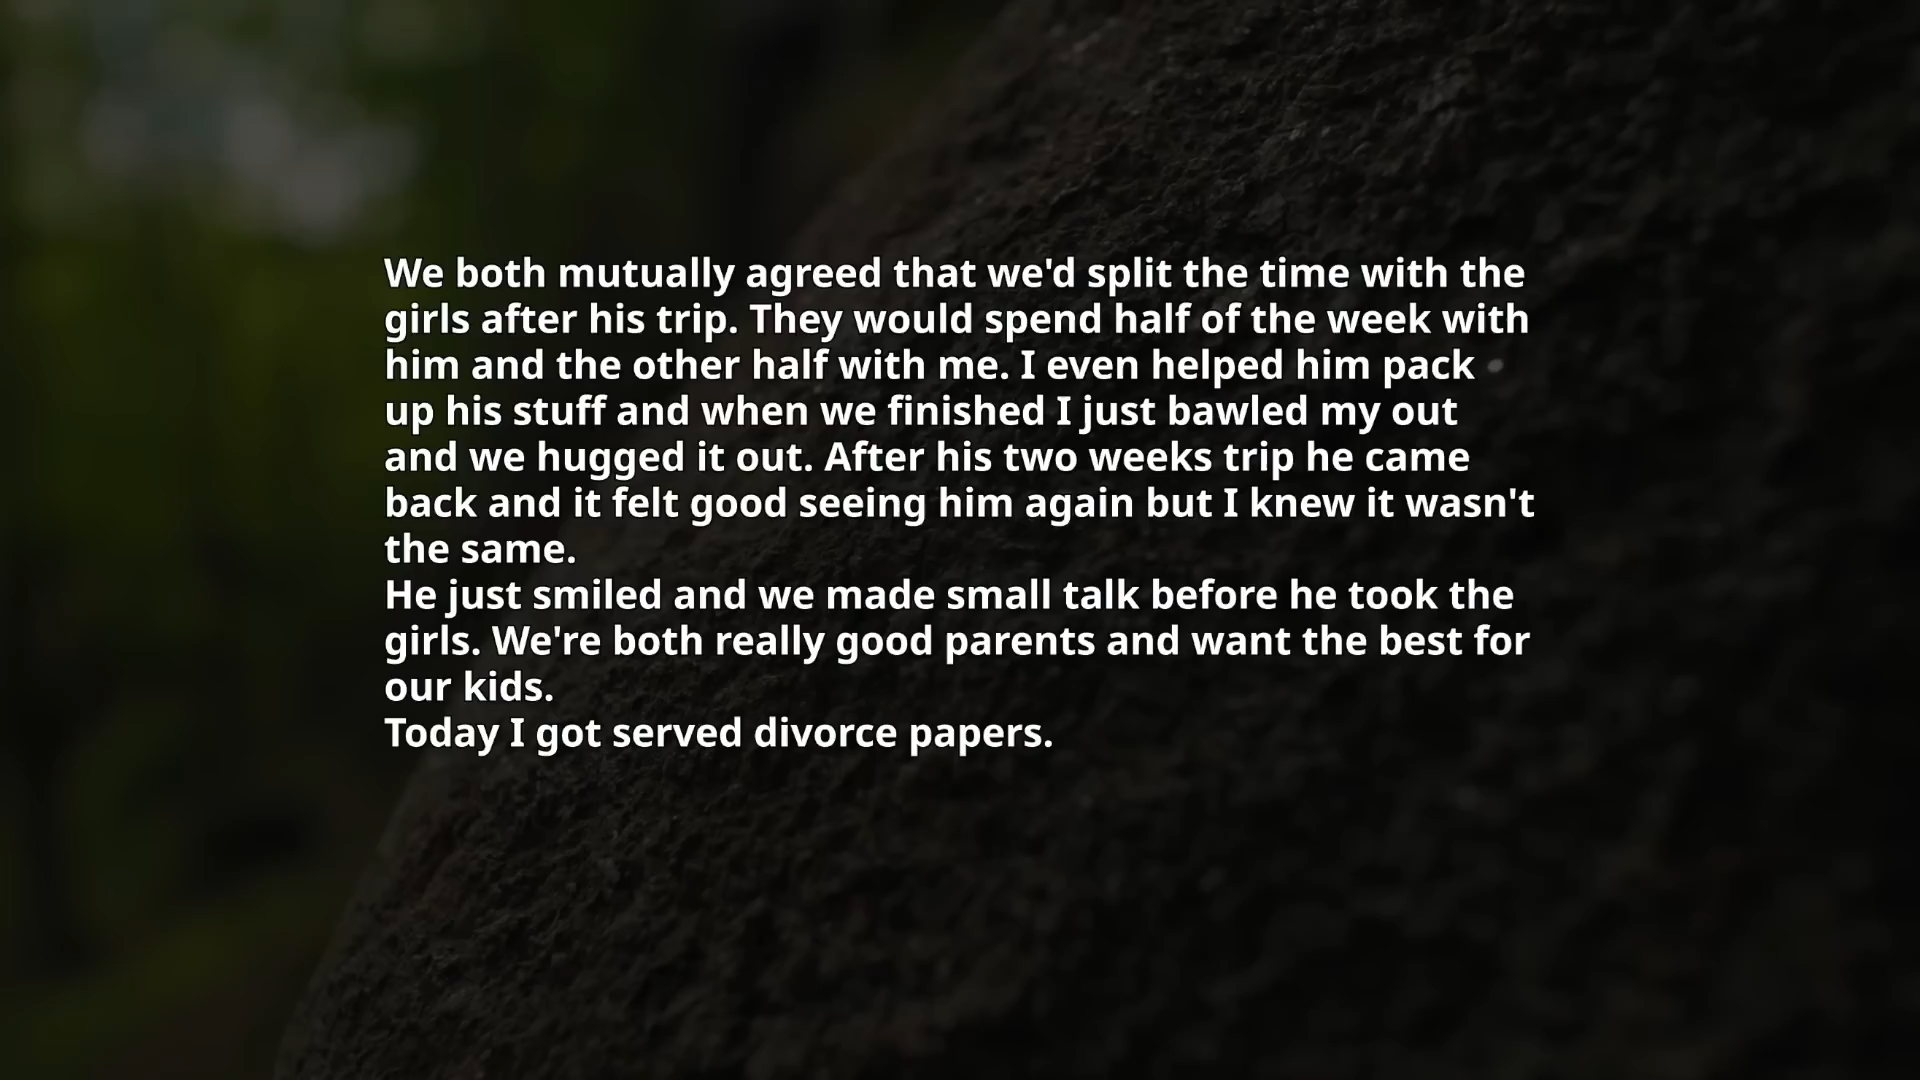 We both mutually agreed that we'd split the time with the
girls after his trip. They would spend half of the week with
him and the other half with me. I even helped him pack
up his stuff and when we finished I just bawled my out
and we hugged it out. After his two weeks trip he came
back and it felt good seeing him again but I knew it wasn't
the same.
He just smiled and we made small talk before he took the
girls. We're both really good parents and want the best for
our kids.
Today I got served divorce papers.